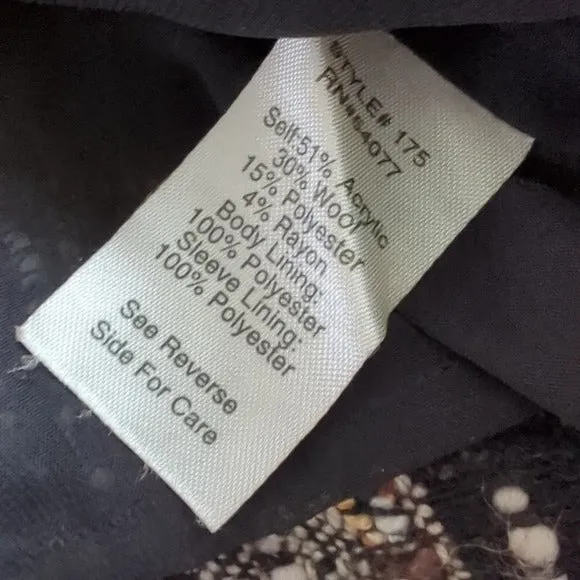 STYLE# 175
RN#64077
Self:51% Acrylic
30% Wool
15% Polyester
4% Rayon
Body Lining:
100% Polyester
Sleeve Lining:
100% Polyester
See Reverse
Side For Care